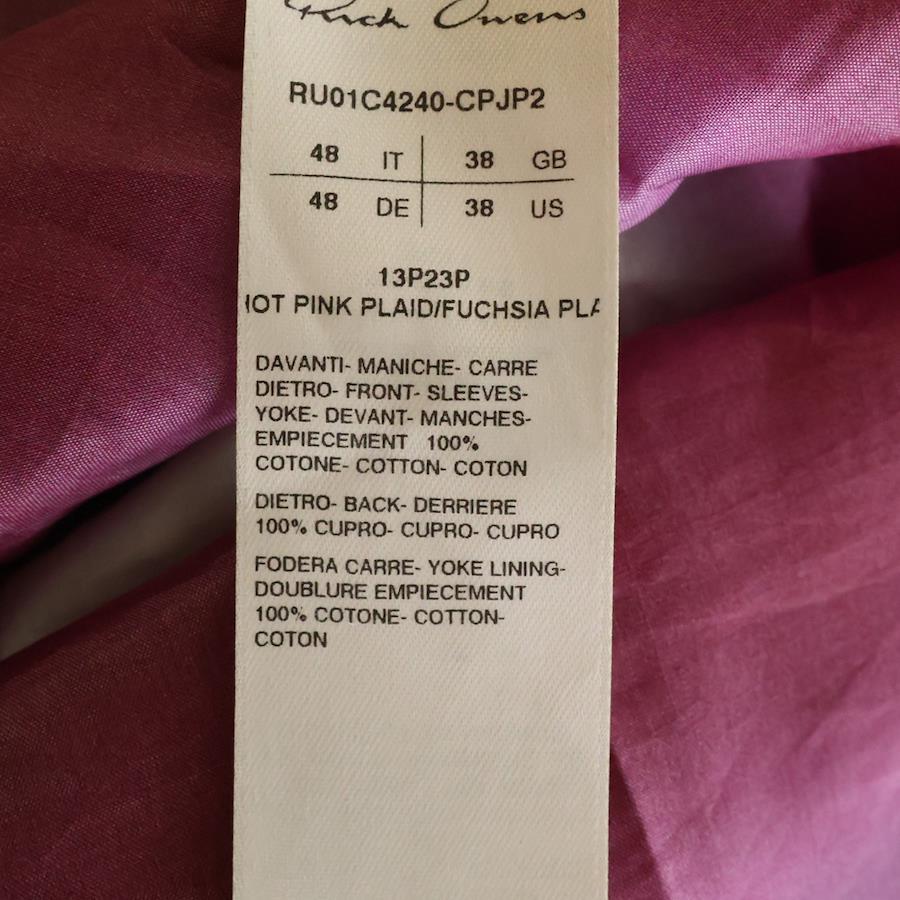 Rick Owens
RU01C4240-CPJP2
48 IT 38 GB
48 DE 38 US
13P23P
HOT PINK PLAID/FUCHSIA PLA
DAVANTI- MANICHE- CARRE
DIETRO- FRONT- SLEEVES-
YOKE- DEVANT- MANCHES-
EMPIECEMENT 100%
COTONE- COTTON- COTON
DIETRO- BACK- DERRIERE
100% CUPRO- CUPRO- CUPRO
FODERA CARRE- YOKE LINING-
DOUBLURE EMPIECEMENT
100% COTONE- COTTON-
COTON